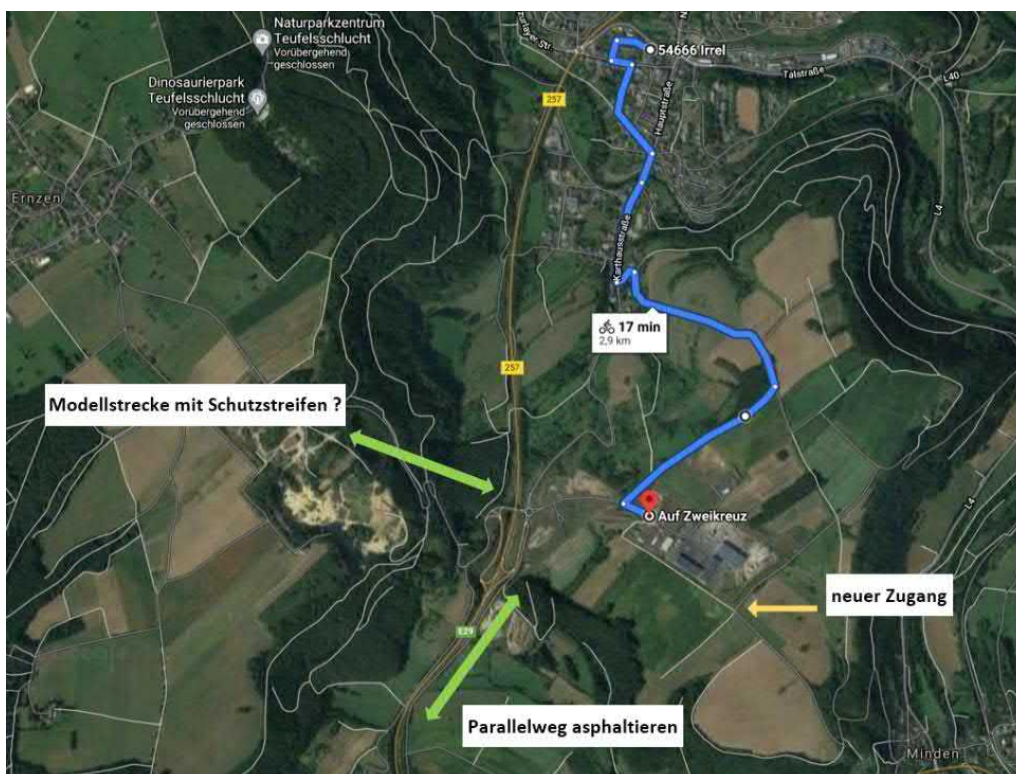 Naturparkzentrum
Teufelsschlucht
Vorübergehend
geschlossen
54666 Irrel
Talstraße
L40
Dinosaurierpark
Teufelsschlucht
Vorübergehend
geschlossen
257
Hauptstraße
Ernzen
L4
Karthausstraße
17 min
2,9 km
257
Modellstrecke mit Schutzstreifen ?
L4
Auf Zweikreuz
neuer Zugang
E29
Parallelweg asphaltieren
Minden